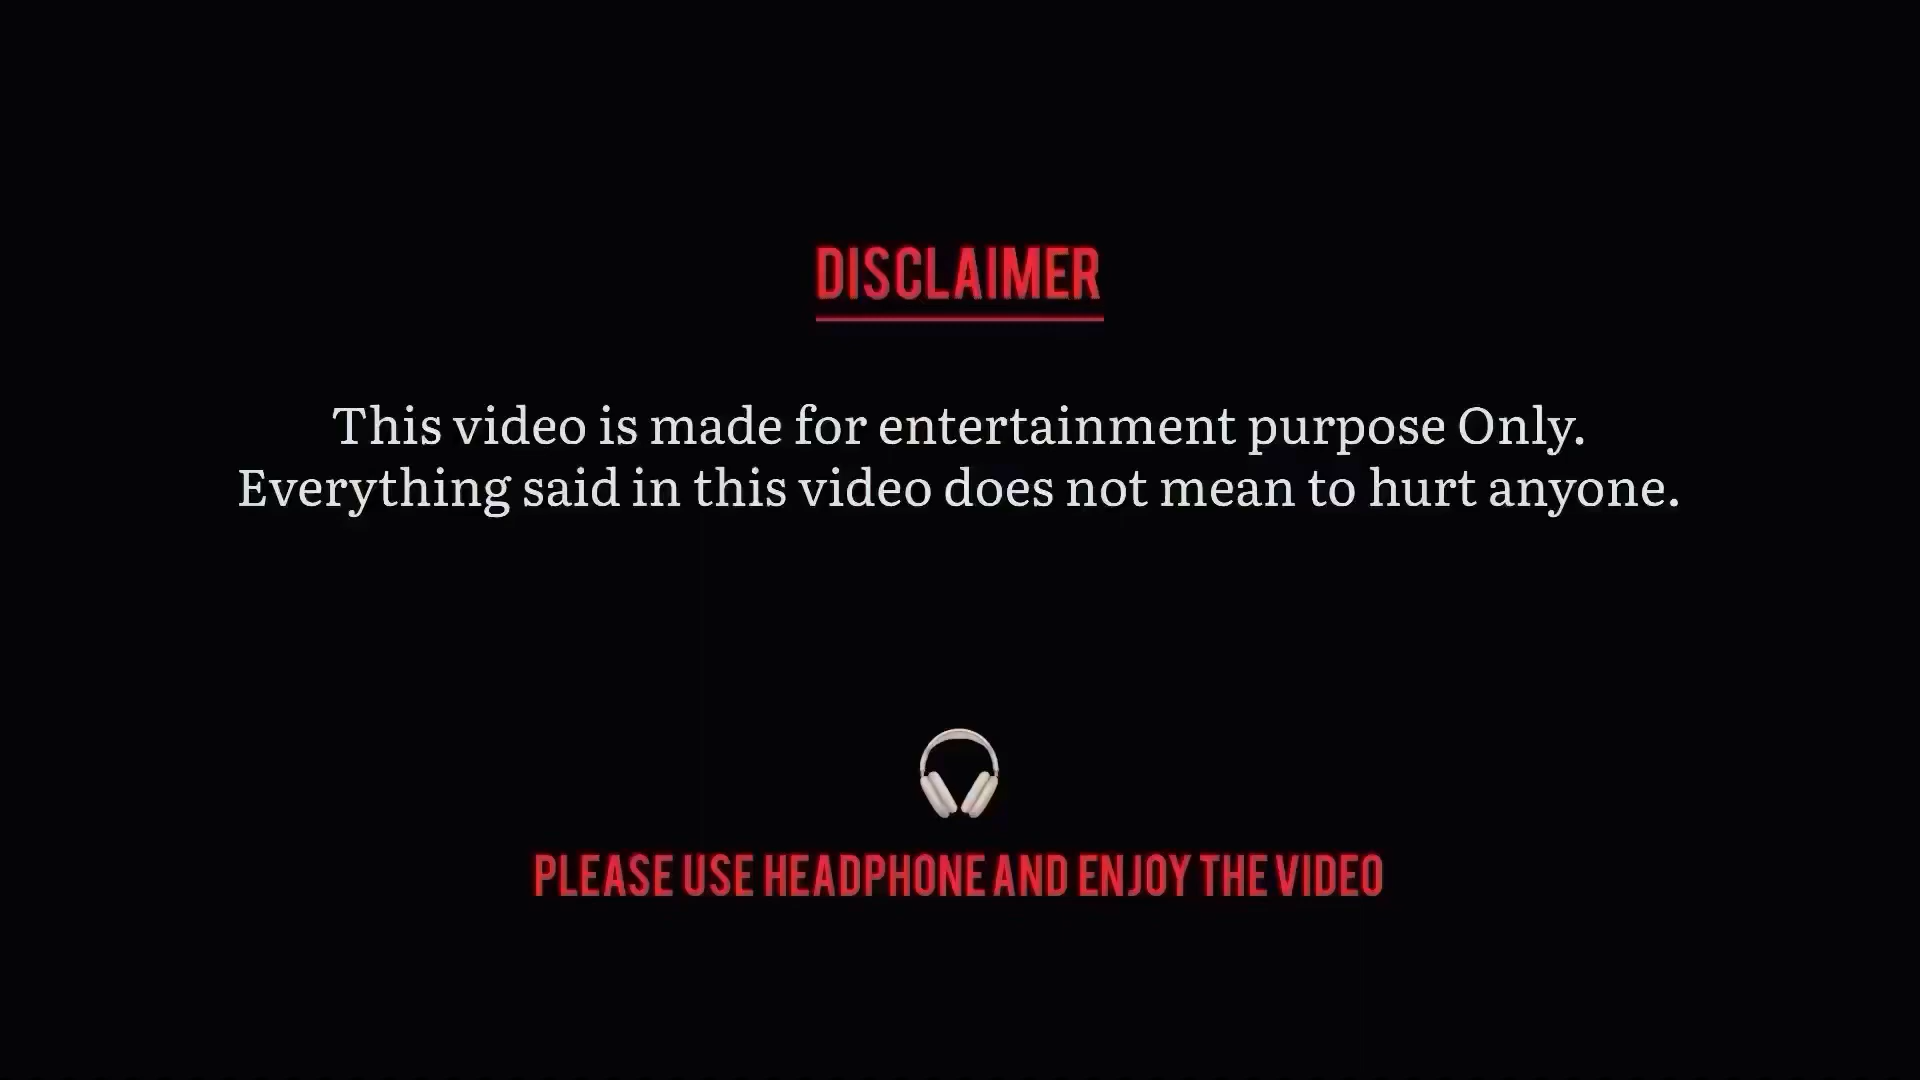 DISCLAIMER
This video is made for entertainment purpose Only.
Everything said in this video does not mean to hurt anyone.
PLEASE USE HEADPHONE AND ENJOY THE VIDEO